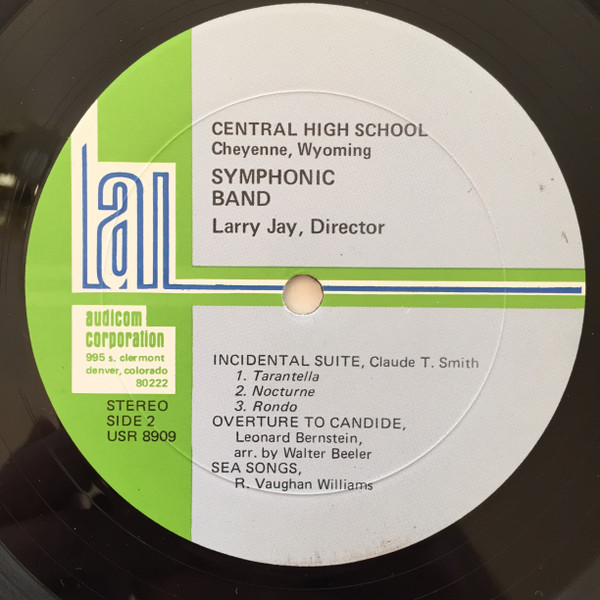 CENTRAL HIGH SCHOOL
Cheyenne, Wyoming
SYMPHONIC
BAND
Larry Jay, Director
audicom
corporation
995 s. clermont
denver, colorado
80222
STEREO
SIDE 2
USR 8909
INCIDENTAL SUITE, Claude T. Smith
1. Tarantella
2. Nocturne
3. Rondo
OVERTURE TO CANDIDE,
Leonard Bernstein,
arr. by Walter Beeler
SEA SONGS,
R. Vaughan Williams